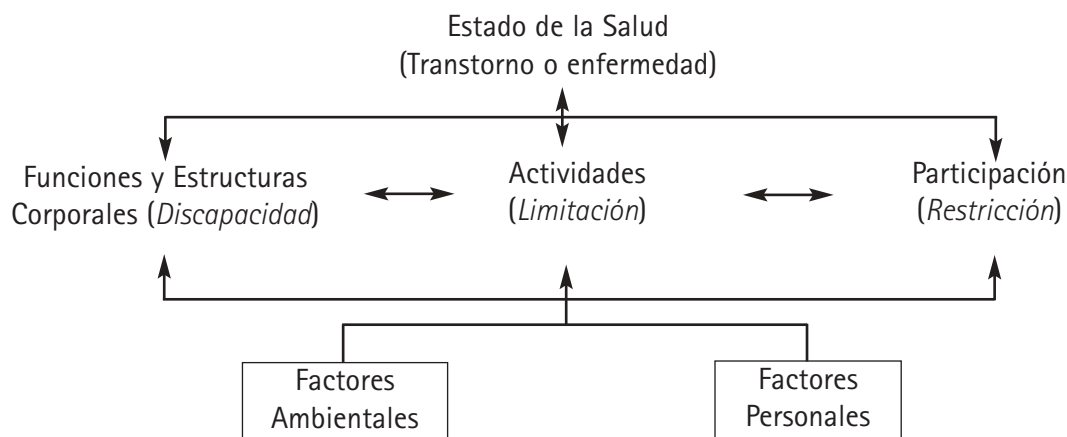 Estado de la Salud
(Transtorno o enfermedad)
Funciones y Estructuras
Corporales (Discapacidad)
Actividades
(Limitación)
Participación
(Restricción)
Factores
Ambientales
Factores
Personales